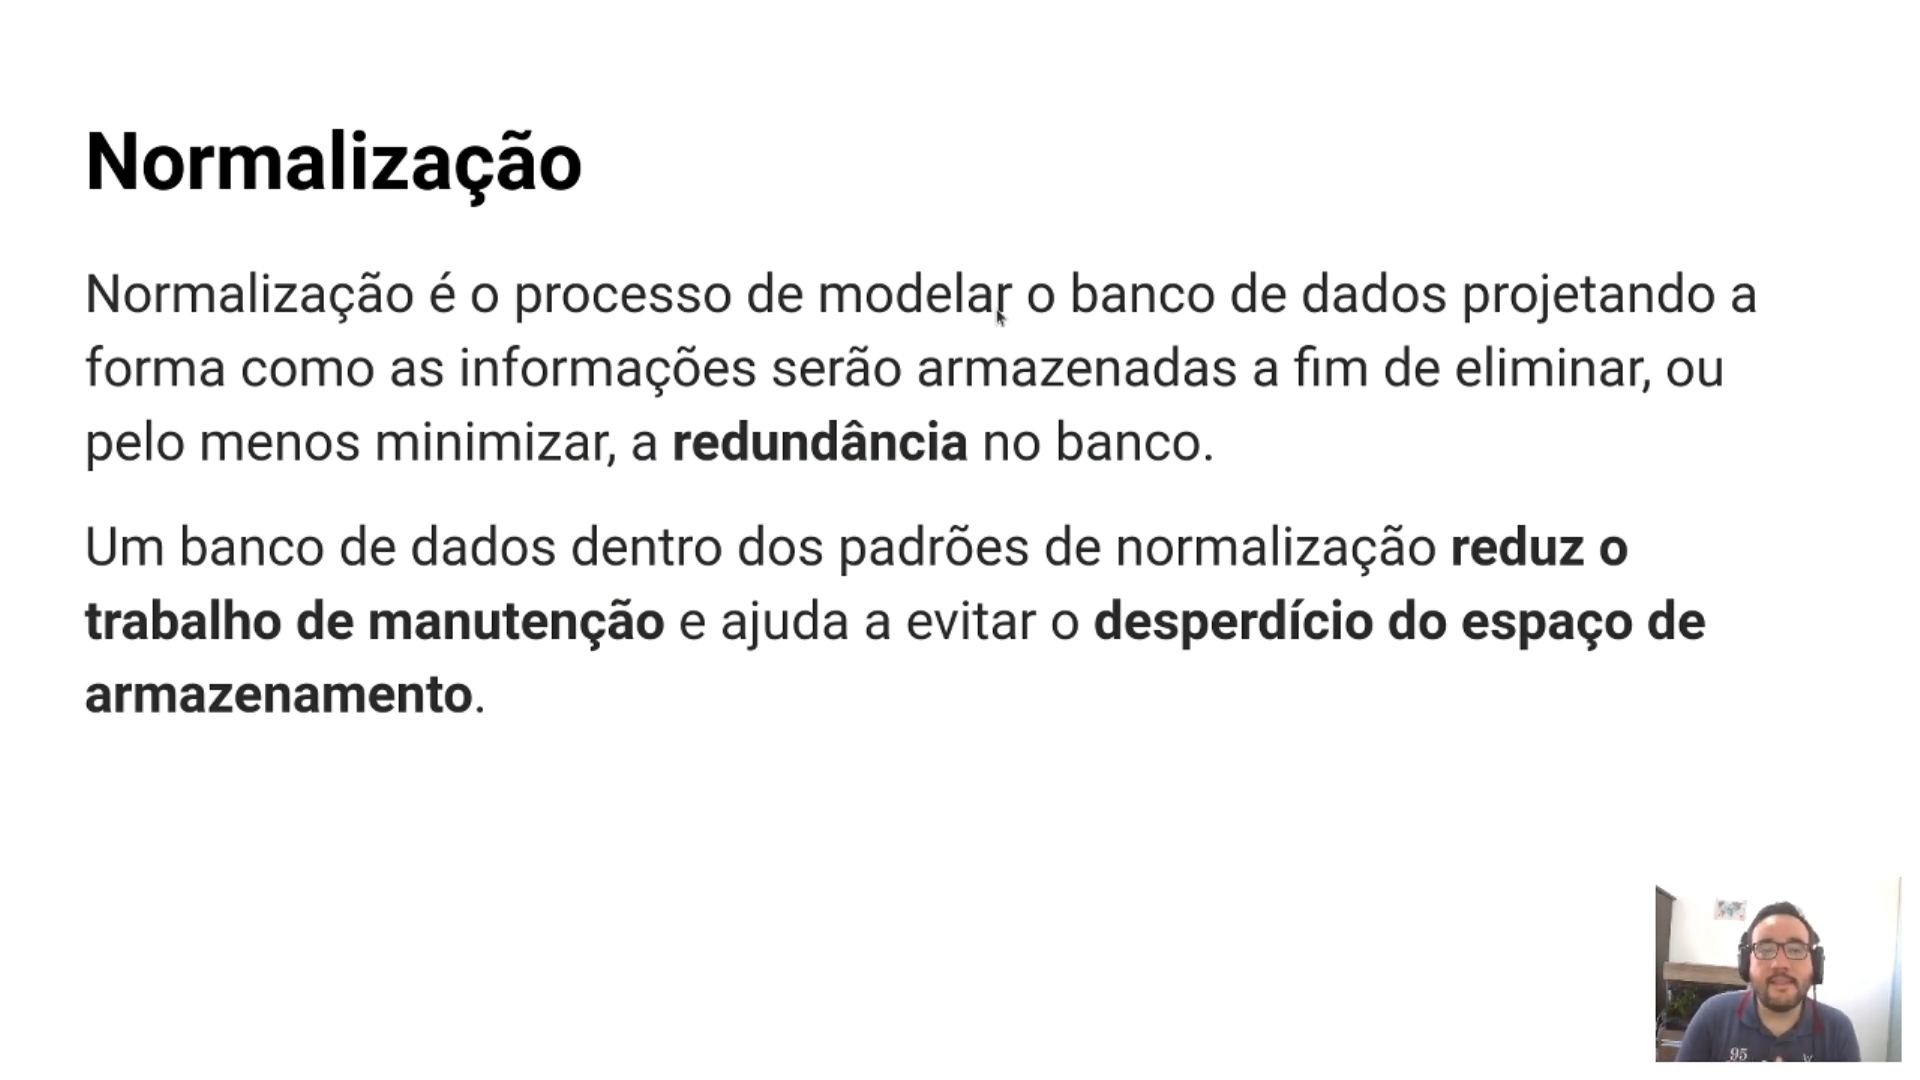 Normalização
Normalização é o processo de modelar o banco de dados projetando a
forma como as informações serão armazenadas a fim de eliminar, ou
pelo menos minimizar, a redundância no banco.
Um banco de dados dentro dos padrões de normalização reduz o
trabalho de manutenção e ajuda a evitar o desperdício do espaço de
armazenamento.
95